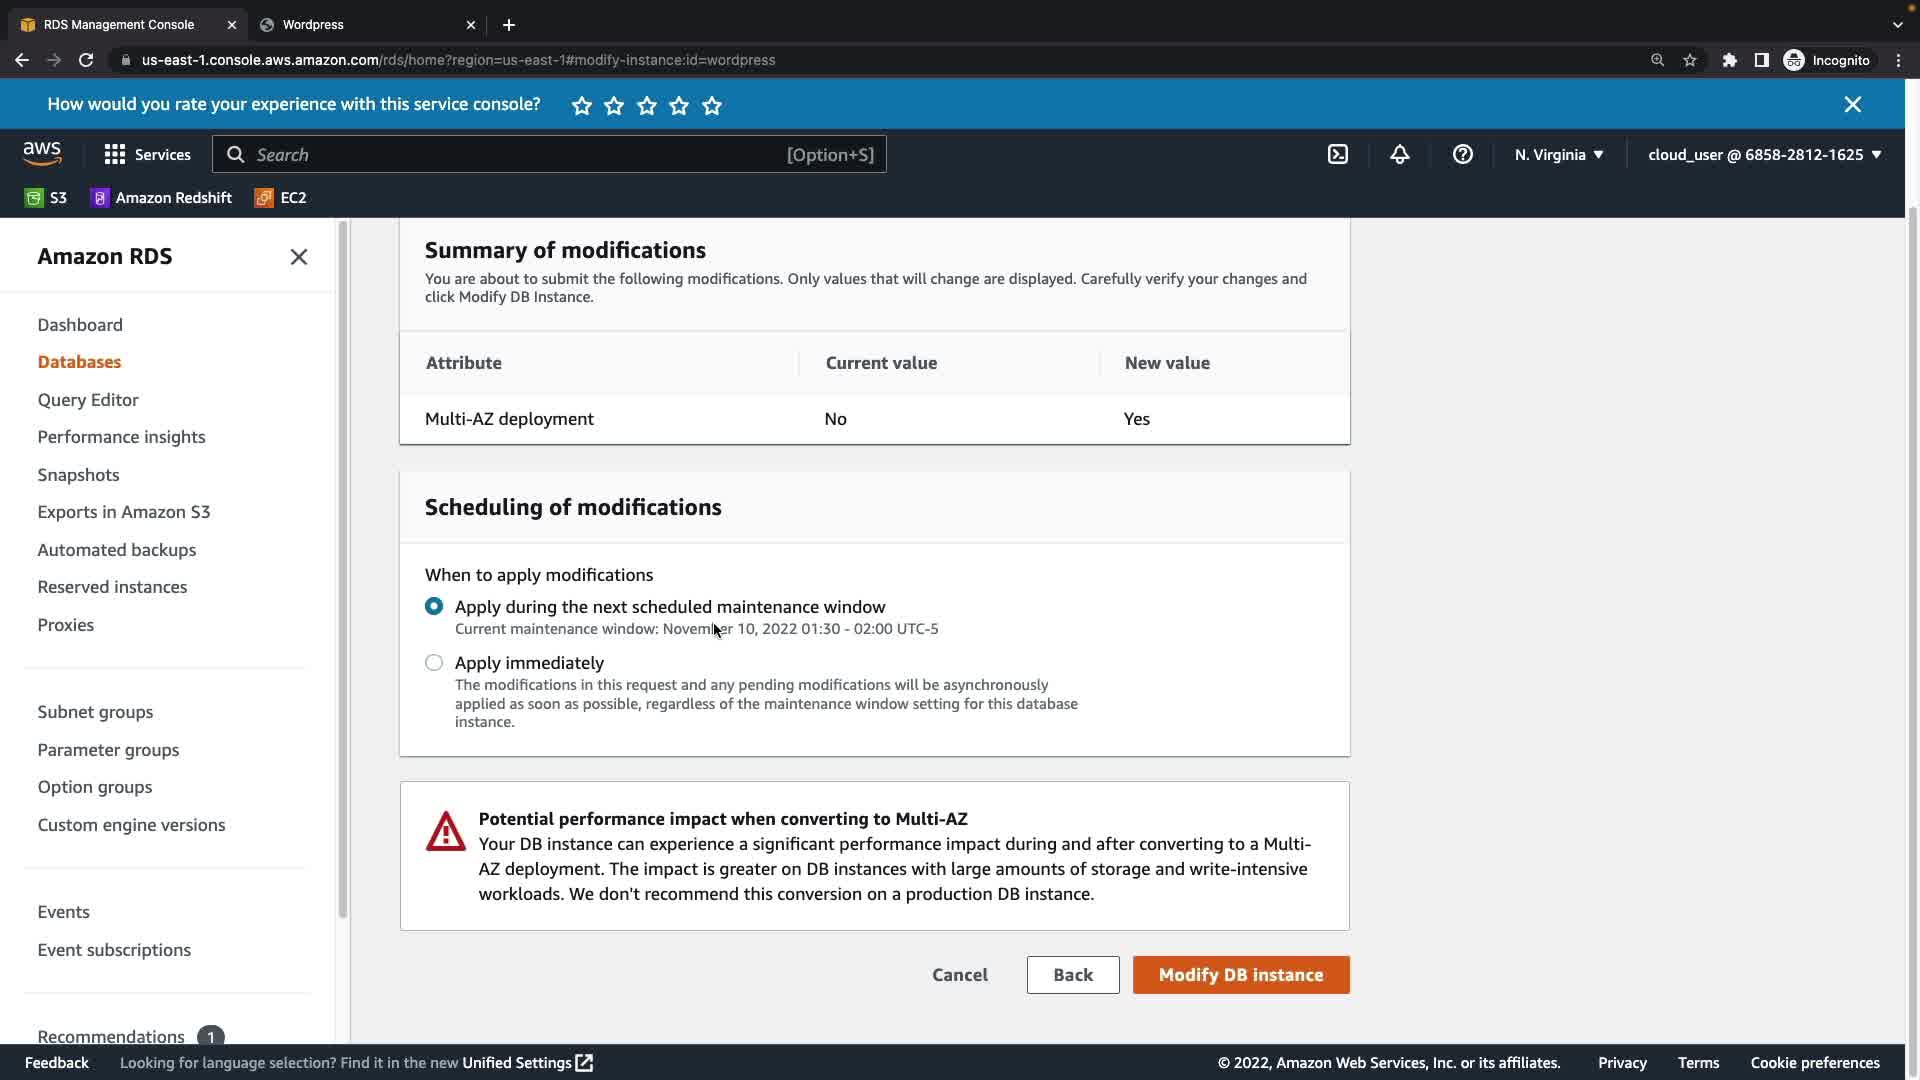 RDS Management Console
Wordpress
us-east-1.console.aws.amazon.com/rds/home?region=us-east-1#modify-instance:id=wordpress
Incognito
How would you rate your experience with this service console?
aws
Services
Search
[Option+S]
N. Virginia
cloud_user @ 6858-2812-1625
S3
Amazon Redshift
EC2
Amazon RDS
Dashboard
Databases
Query Editor
Performance insights
Snapshots
Exports in Amazon S3
Automated backups
Reserved instances
Proxies
Subnet groups
Parameter groups
Option groups
Custom engine versions
Events
Event subscriptions
Recommendations 1
Summary of modifications
You are about to submit the following modifications. Only values that will change are displayed. Carefully verify your changes and
click Modify DB Instance.
Attribute Current value New value
Multi-AZ deployment No Yes
Scheduling of modifications
When to apply modifications
Apply during the next scheduled maintenance window
Current maintenance window: November 10, 2022 01:30 - 02:00 UTC-5
Apply immediately
The modifications in this request and any pending modifications will be asynchronously
applied as soon as possible, regardless of the maintenance window setting for this database
instance.
Potential performance impact when converting to Multi-AZ
Your DB instance can experience a significant performance impact during and after converting to a Multi-
AZ deployment. The impact is greater on DB instances with large amounts of storage and write-intensive
workloads. We don't recommend this conversion on a production DB instance.
Cancel
Back
Modify DB instance
Feedback
Looking for language selection? Find it in the new Unified Settings
© 2022, Amazon Web Services, Inc. or its affiliates.
Privacy
Terms
Cookie preferences